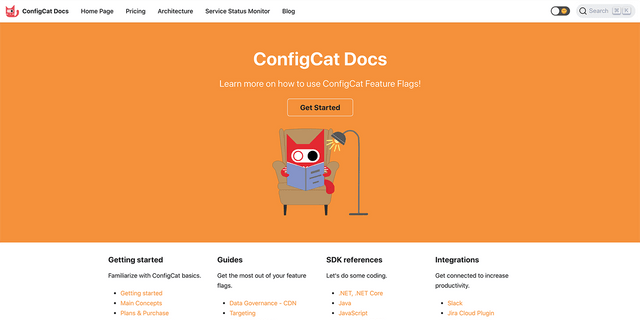 ConfigCat Docs Home Page Pricing Architecture Service Status Monitor Blog Search ⌘ K
ConfigCat Docs
Learn more on how to use ConfigCat Feature Flags!
Get Started
Getting started
Familiarize with ConfigCat basics.
Getting started
Main Concepts
Plans & Purchase
Guides
Get the most out of your feature
flags.
Data Governance - CDN
Targeting
SDK references
Let's do some coding.
.NET, .NET Core
Java
JavaScript
Integrations
Get connected to increase
productivity.
Slack
Jira Cloud Plugin